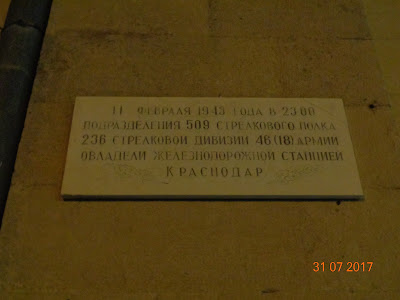 11 ФЕВРАЛЯ 1943 ГОДА В 23:00
ПОДРАЗДЕЛЕНИЯ 509 СТРЕЛКОВОГО ПОЛКА
236 СТРЕЛКОВОЙ ДИВИЗИИ 46 (18) АРМИИ
ОВЛАДЕЛИ ЖЕЛЕЗНОДОРОЖНОЙ СТАНЦИЕЙ
КРАСНОДАР
31 07 2017